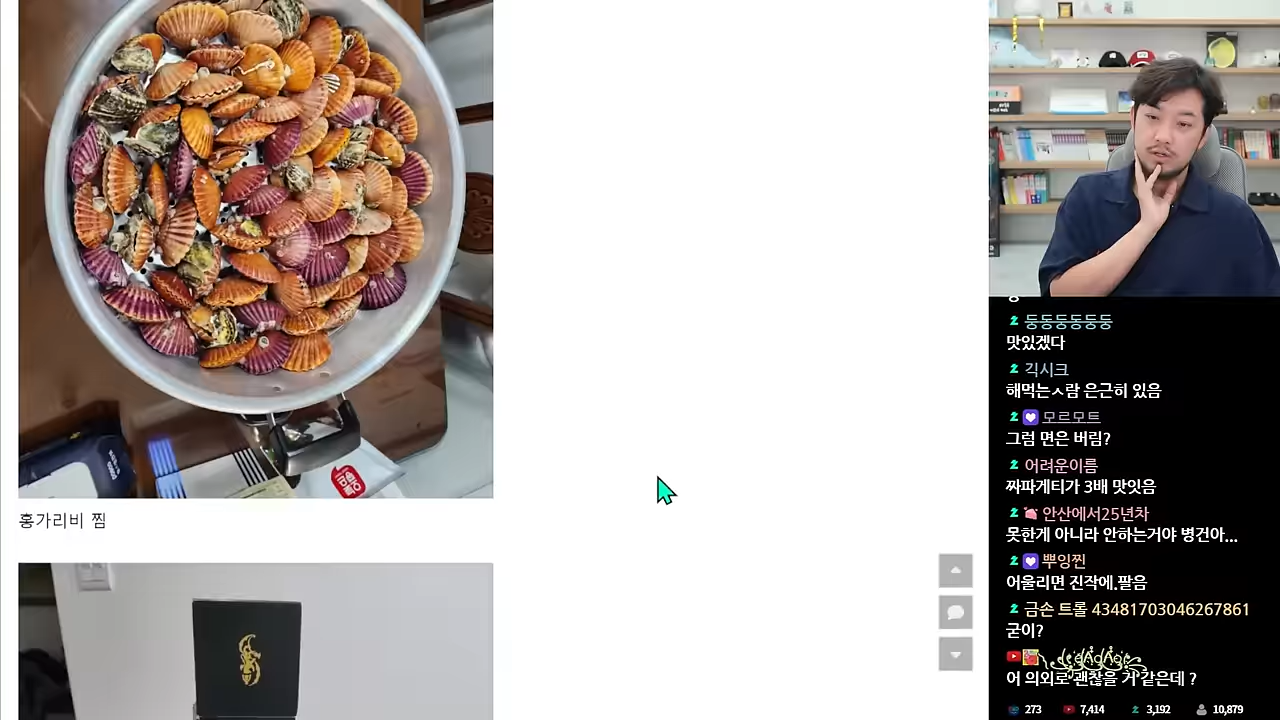 홍가리비 찜
둥동둥동둥둥
맛있겠다
긱시크
해먹는ㅅ람 은근히 있음
모르모트
그럼 면은 버림?
어려운이름
짜파게티가 3배 맛잇음
안산에서25년차
못한게 아니라 안하는거야 병건아...
뿌잉찐
어울리면 진작에.팔음
금손 트롤 43481703046267861
굳이?
어 의외로 괜찮을 거 같은데 ?
273 7,414 3,192 10,879